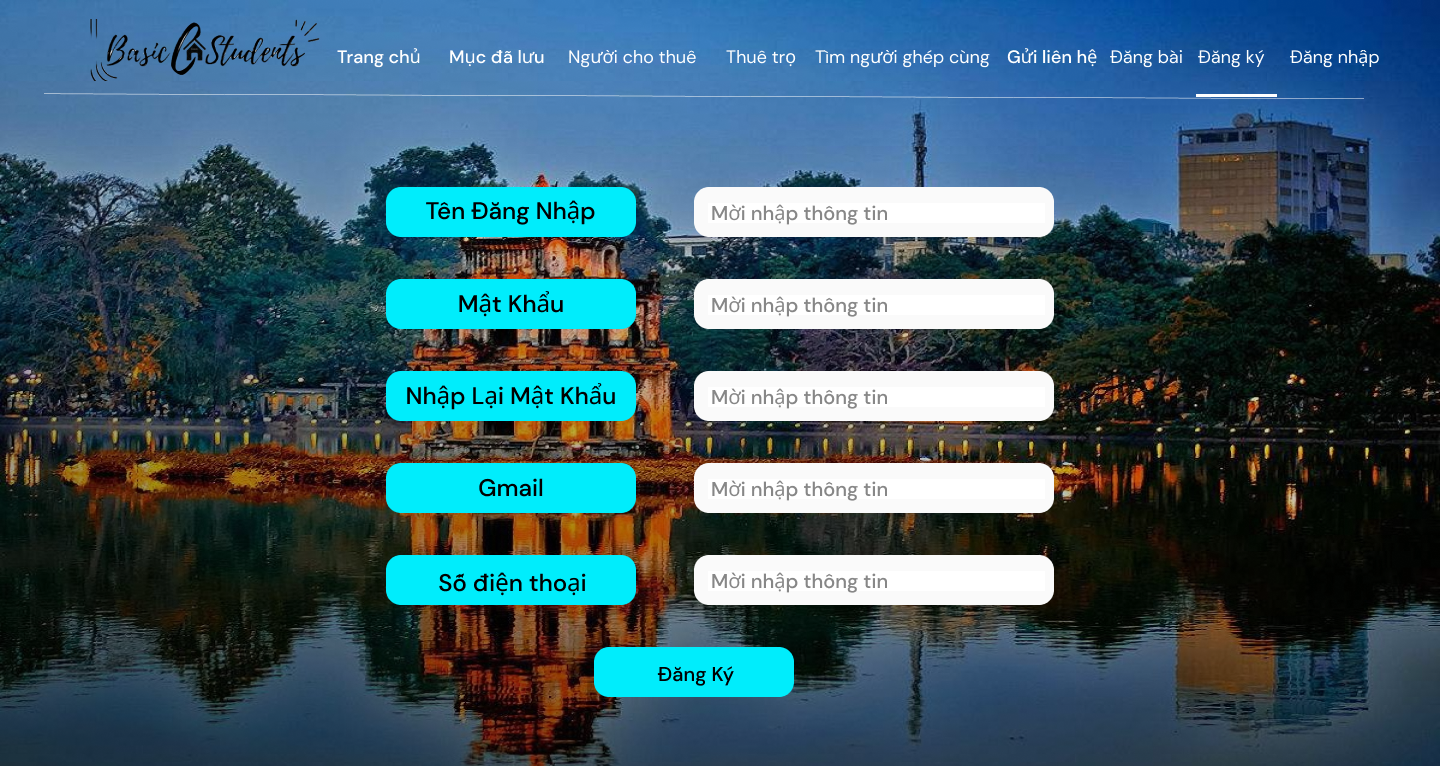 Basic Students
Trang chủ Mục đã lưu Người cho thuê Thuê trọ Tìm người ghép cùng Gửi liên hệ Đăng bài Đăng ký Đăng nhập
Tên Đăng Nhập Mời nhập thông tin
Mật Khẩu Mời nhập thông tin
Nhập Lại Mật Khẩu Mời nhập thông tin
Gmail Mời nhập thông tin
Số điện thoại Mời nhập thông tin
Đăng Ký